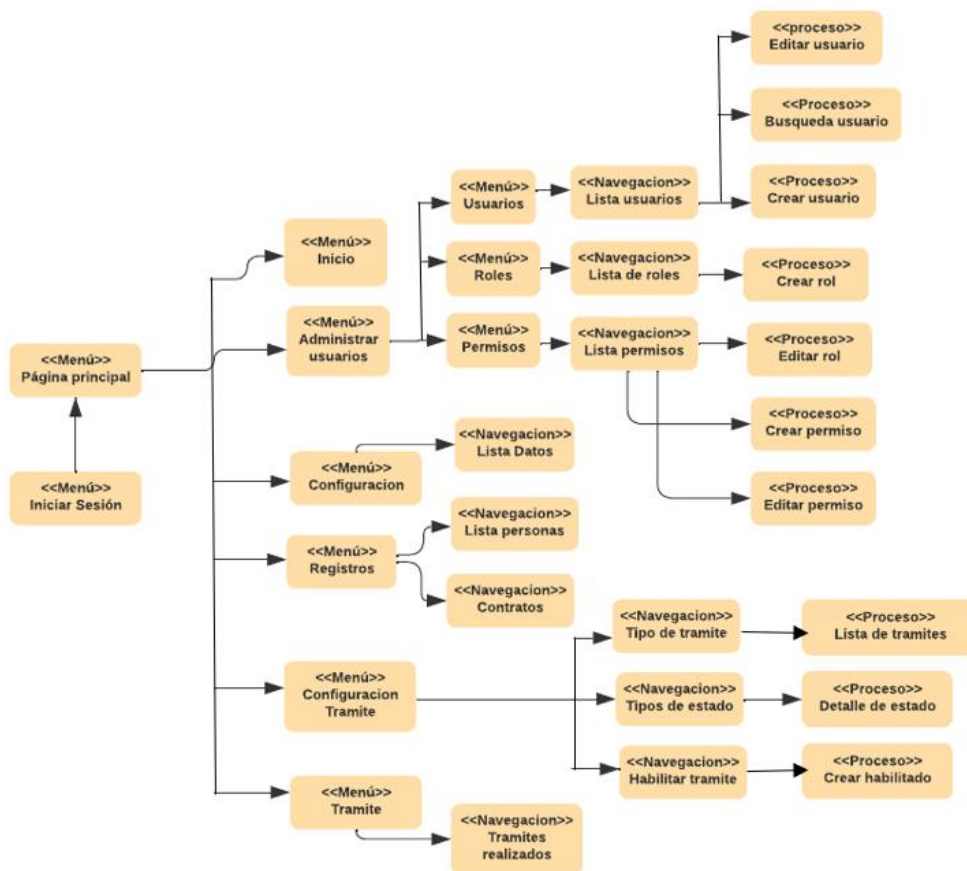 <<proceso>>
Editar usuario
<<Proceso>>
Busqueda usuario
<<Menú>>
Usuarios
<<Navegacion>>
Lista usuarios
<<Proceso>>
Crear usuario
<<Menú>>
Inicio
<<Menú>>
Roles
<<Navegacion>>
Lista de roles
<<Proceso>>
Crear rol
<<Menú>>
Administrar
usuarios
<<Menú>>
Permisos
<<Navegacion>>
Lista permisos
<<Proceso>>
Editar rol
<<Menú>>
Página principal
<<Proceso>>
Crear permiso
<<Menú>>
Iniciar Sesión
<<Menú>>
Configuracion
<<Navegacion>>
Lista Datos
<<Proceso>>
Editar permiso
<<Menú>>
Registros
<<Navegacion>>
Lista personas
<<Navegacion>>
Contratos
<<Navegacion>>
Tipo de tramite
<<Proceso>>
Lista de tramites
<<Menú>>
Configuracion
Tramite
<<Navegacion>>
Tipos de estado
<<Proceso>>
Detalle de estado
<<Navegacion>>
Habilitar tramite
<<Proceso>>
Crear habilitado
<<Menú>>
Tramite
<<Navegacion>>
Tramites
realizados